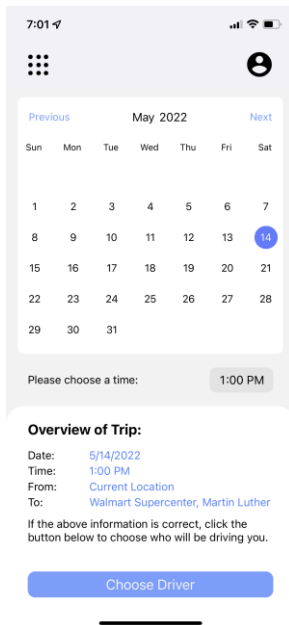 7:01
Previous May 2022 Next
Sun Mon Tue Wed Thu Fri Sat
1 2 3 4 5 6 7
8 9 10 11 12 13 14
15 16 17 18 19 20 21
22 23 24 25 26 27 28
29 30 31
Please choose a time: 1:00 PM
Overview of Trip:
Date: 5/14/2022
Time: 1:00 PM
From: Current Location
To: Walmart Supercenter, Martin Luther
If the above information is correct, click the
button below to choose who will be driving you.
Choose Driver